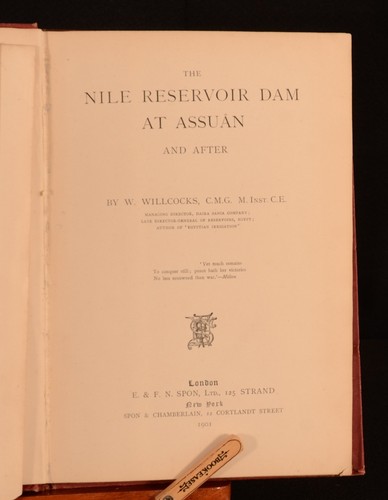 THE
NILE RESERVOIR DAM
AT ASSUÁN
AND AFTER
BY W. WILLCOCKS, C.M.G. M. INST C.E.
MANAGING DIRECTOR, DAIRA SANIA COMPANY;
LATE DIRECTOR-GENERAL OF RESERVOIRS, EGYPT;
AUTHOR OF "EGYPTIAN IRRIGATION"
'Yet much remains
To conquer still; peace hath her victories
No less renowned than war.'—Milton
London
E. & F. N. SPON, LTD., 125 STRAND
New York
SPON & CHAMBERLAIN, 12 CORTLANDT STREET
1901
BOOKEASE